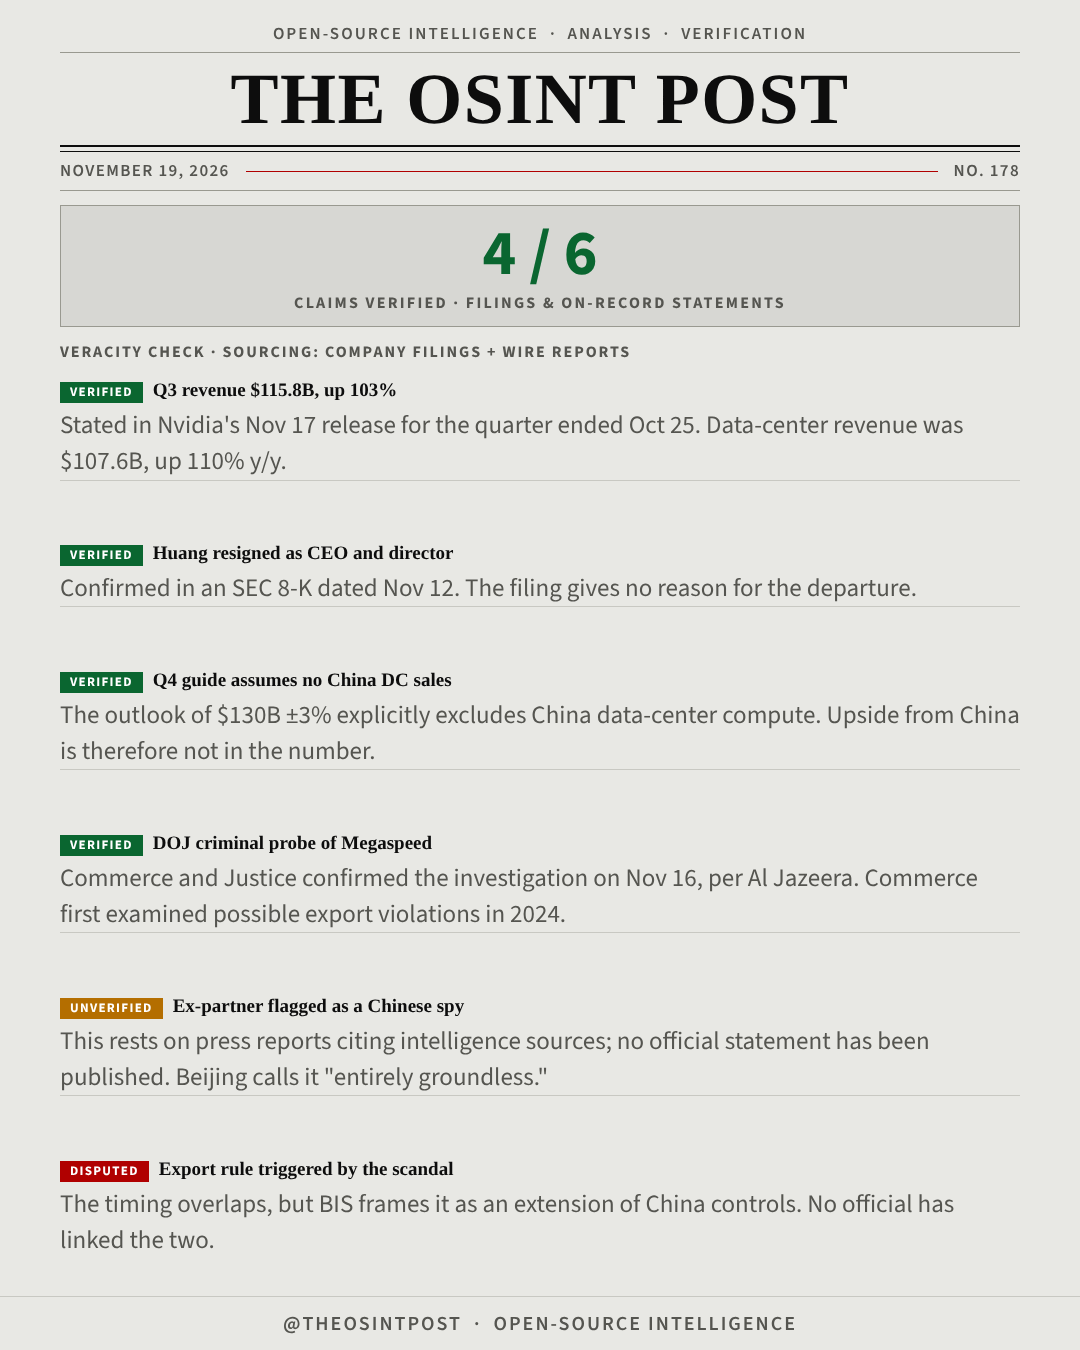 OPEN-SOURCE INTELLIGENCE · ANALYSIS · VERIFICATION
THE OSINT POST
NOVEMBER 19, 2026 NO. 178
4 / 6
CLAIMS VERIFIED · FILINGS & ON-RECORD STATEMENTS
VERACITY CHECK · SOURCING: COMPANY FILINGS + WIRE REPORTS
VERIFIED Q3 revenue $115.8B, up 103%
Stated in Nvidia's Nov 17 release for the quarter ended Oct 25. Data-center revenue was
$107.6B, up 110% y/y.
VERIFIED Huang resigned as CEO and director
Confirmed in an SEC 8-K dated Nov 12. The filing gives no reason for the departure.
VERIFIED Q4 guide assumes no China DC sales
The outlook of $130B ±3% explicitly excludes China data-center compute. Upside from China
is therefore not in the number.
VERIFIED DOJ criminal probe of Megaspeed
Commerce and Justice confirmed the investigation on Nov 16, per Al Jazeera. Commerce
first examined possible export violations in 2024.
UNVERIFIED Ex-partner flagged as a Chinese spy
This rests on press reports citing intelligence sources; no official statement has been
published. Beijing calls it "entirely groundless."
DISPUTED Export rule triggered by the scandal
The timing overlaps, but BIS frames it as an extension of China controls. No official has
linked the two.
@THEOSINTPOST · OPEN-SOURCE INTELLIGENCE